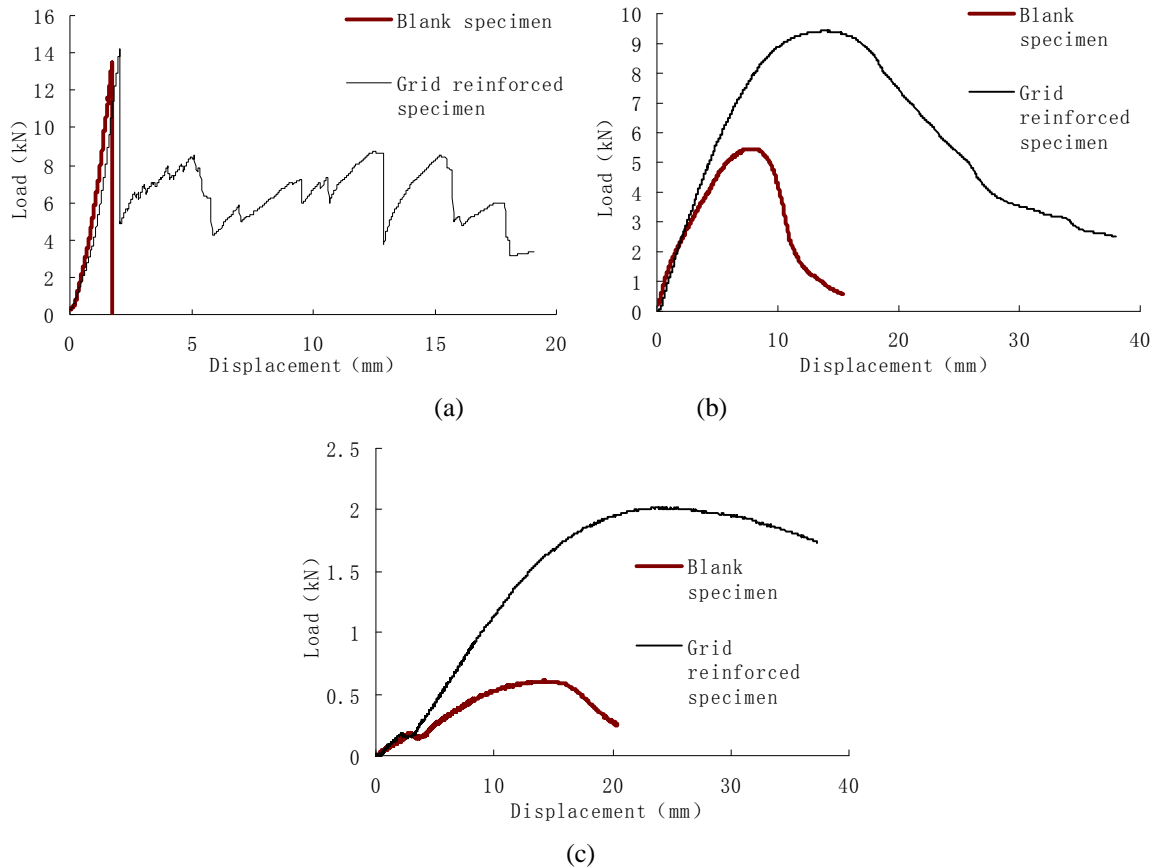 16
14
12
10
8
6
4
2
0
Load (kN)
0
5
10
15
20
Displacement (mm)
Blank specimen
Grid reinforced
specimen
(a)
10
9
8
7
6
5
4
3
2
1
0
Load (kN)
0
10
20
30
40
Displacement (mm)
Blank
specimen
Grid
reinforced
specimen
(b)
2.5
2
1.5
1
0.5
0
Load (kN)
0
10
20
30
40
Displacement (mm)
Blank
specimen
Grid
reinforced
specimen
(c)